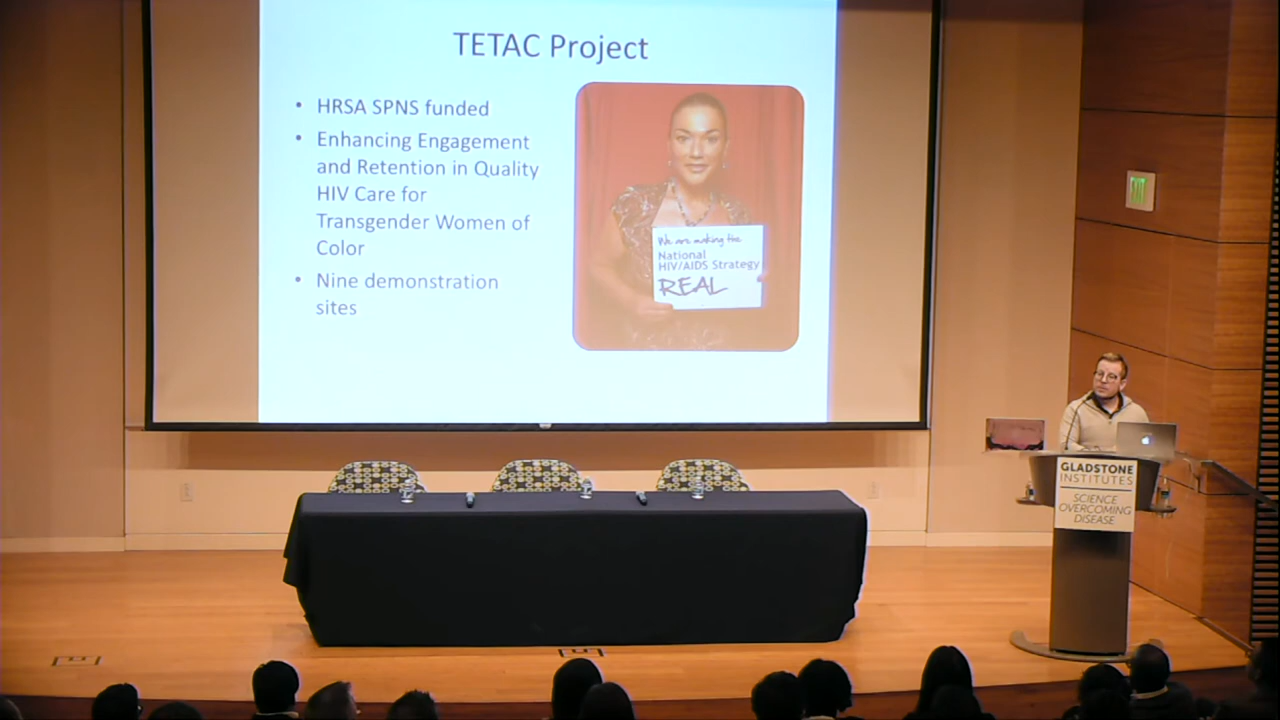 TETAC Project
• HRSA SPNS funded
• Enhancing Engagement
and Retention in Quality
HIV Care for
Transgender Women of
Color
• Nine demonstration
sites
We are making the
National
HIV/AIDS Strategy
REAL
EXIT
GLADSTONE
INSTITUTES
SCIENCE
OVERCOMING
DISEASE